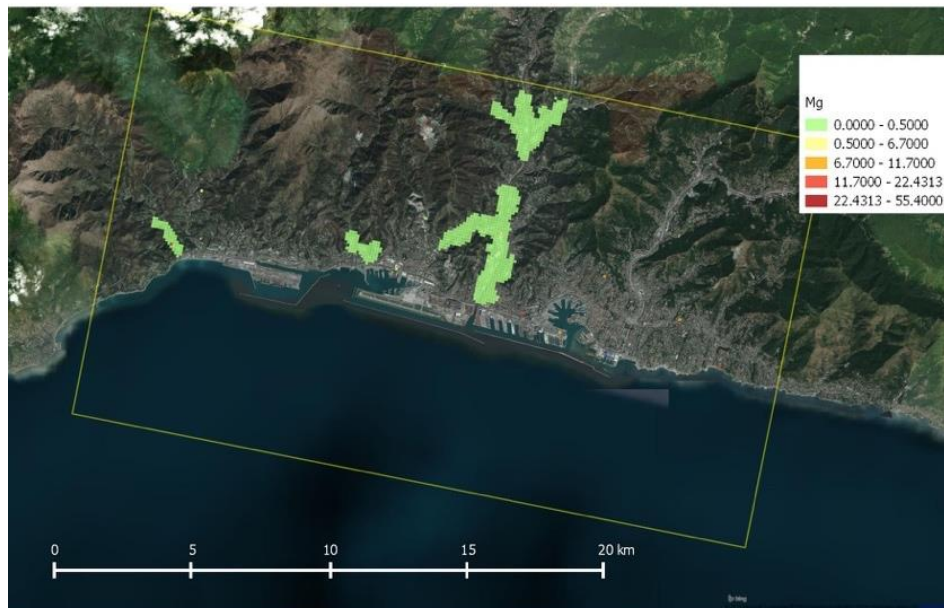 Mg
0.0000 - 0.5000
0.5000 - 6.7000
6.7000 - 11.7000
11.7000 - 22.4313
22.4313 - 55.4000
0 5 10 15 20 km
bing